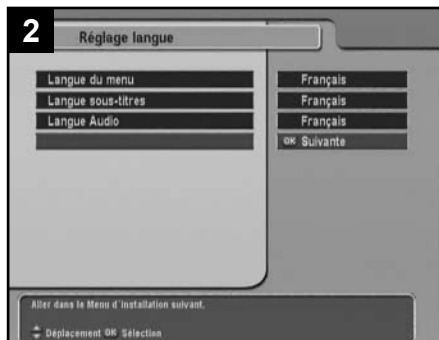 2
Réglage langue
Langue du menu Français
Langue sous-titres Français
Langue Audio Français
OK Suivante
Aller dans le Menu d'installation suivant.
Déplacement OK Sélection